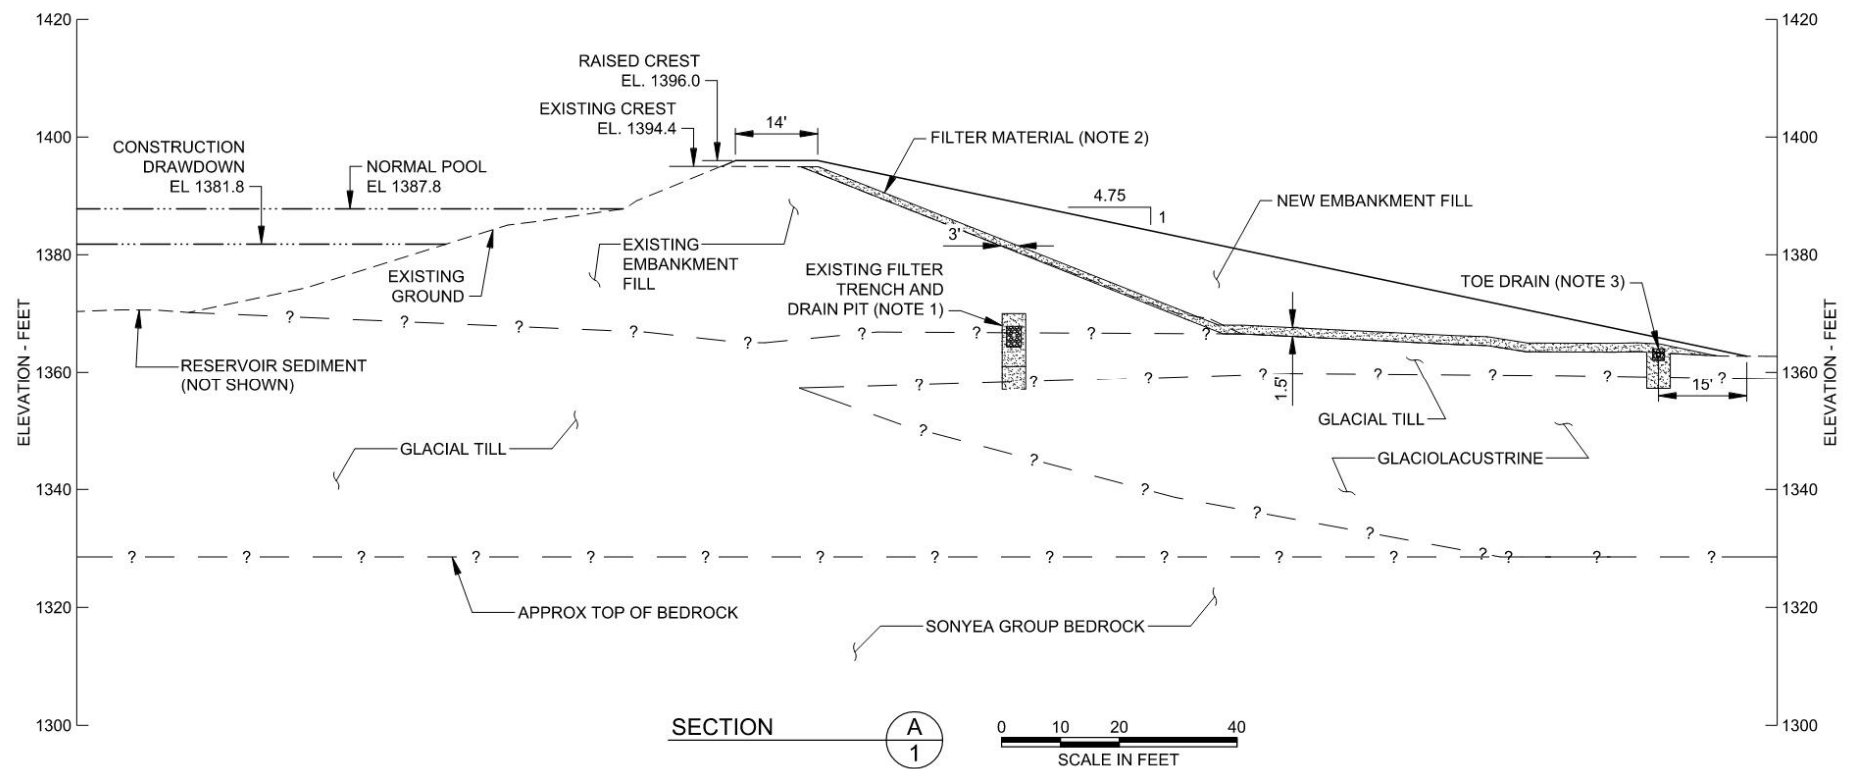 1420
1420
RAISED CREST
EL. 1396.0
EXISTING CREST
EL. 1394.4
14'
1400
FILTER MATERIAL (NOTE 2)
1400
CONSTRUCTION
DRAWDOWN
EL 1381.8
NORMAL POOL
EL 1387.8
4.75
1
NEW EMBANKMENT FILL
3'
EXISTING
EMBANKMENT
FILL
1380
1380
EXISTING
GROUND
EXISTING FILTER
TRENCH AND
DRAIN PIT (NOTE 1)
TOE DRAIN (NOTE 3)
ELEVATION - FEET
ELEVATION - FEET
? ? ? ? ? ? ? ? ?
RESERVOIR SEDIMENT
(NOT SHOWN)
1360
1360
? ? ? ? ? ? ? ?
1.5'
15'
GLACIAL TILL
GLACIAL TILL
GLACIOLACUSTRINE
? ? ? ? ? ?
1340
1340
? ? ? ? ? ? ? ? ? ? ? ? ? ? ?
APPROX TOP OF BEDROCK
1320
1320
SONYEA GROUP BEDROCK
1300
1300
SECTION
A
1
0 10 20 40
SCALE IN FEET